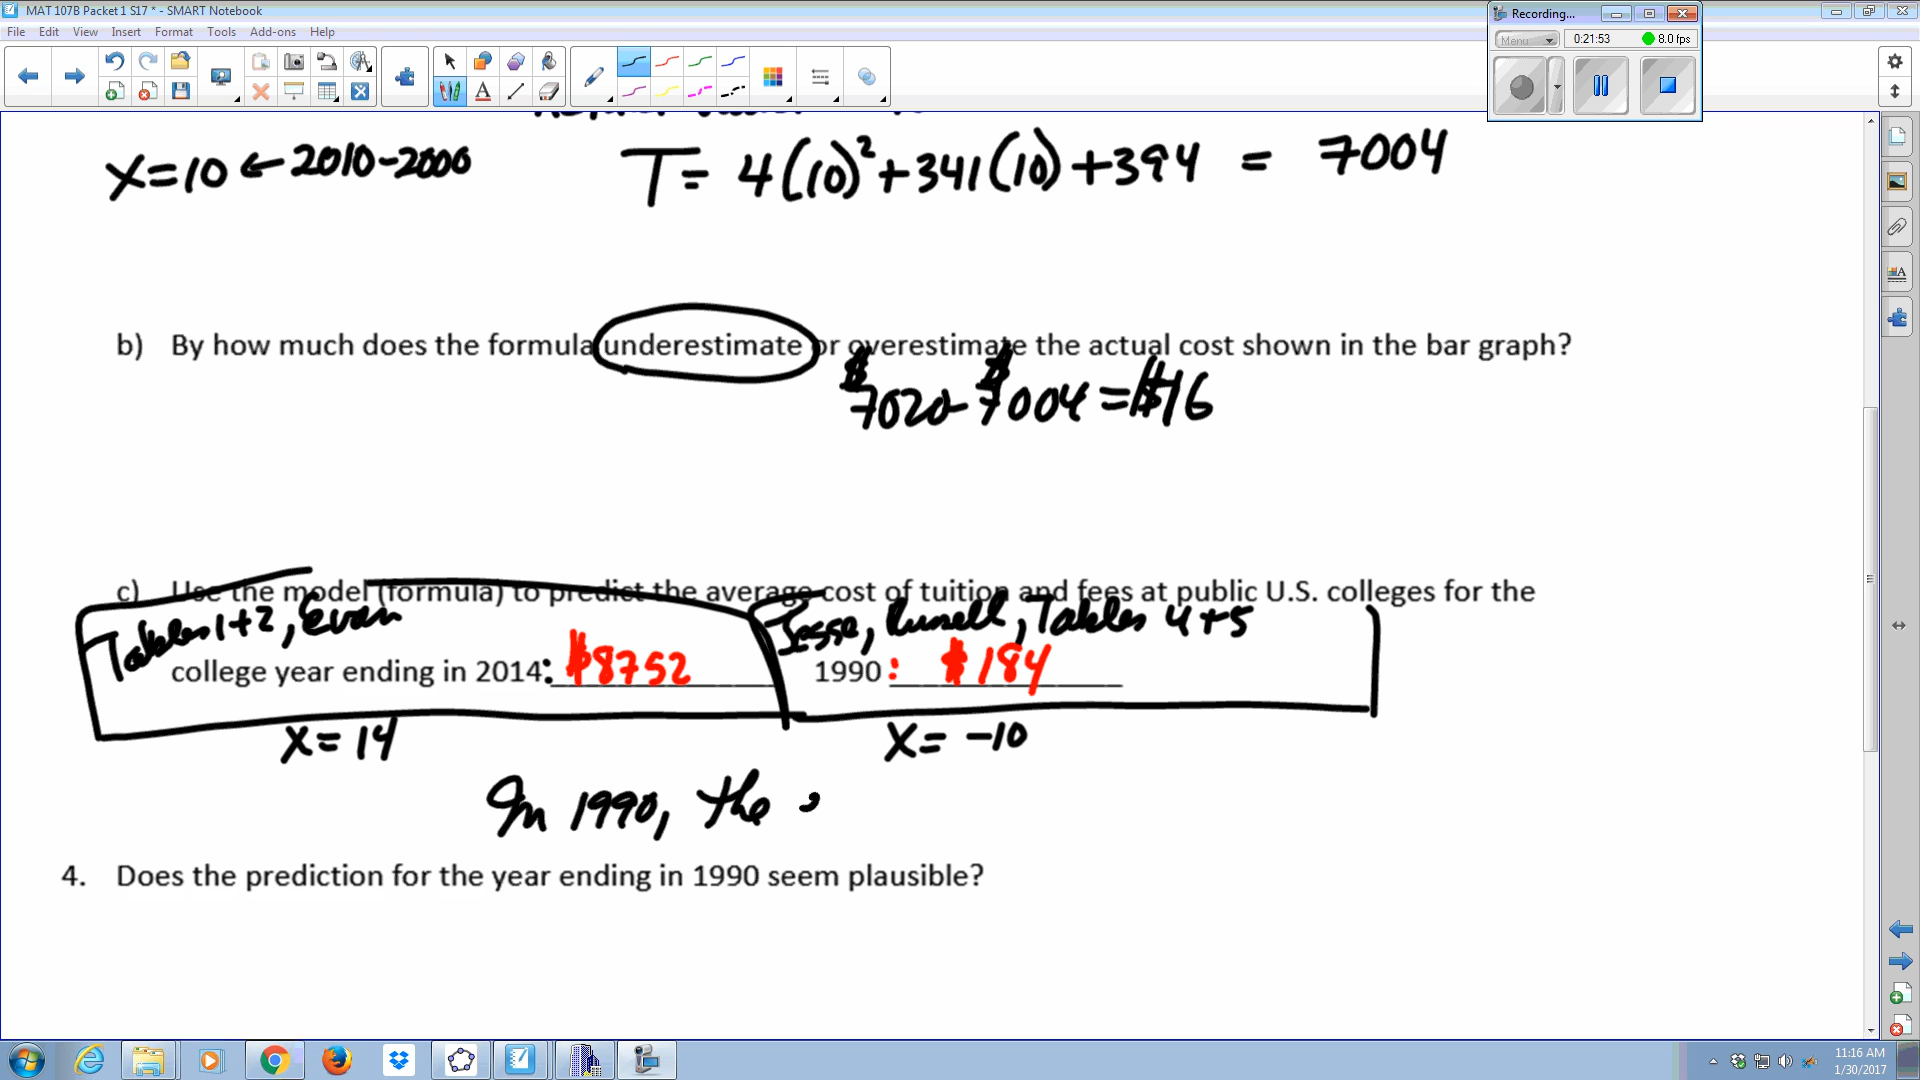 MAT 107B Packet 1 S17 * - SMART Notebook
File Edit View Insert Format Tools Add-ons Help
Recording...
Menu 0:21:53 8.0 fps
X=10 ← 2010-2000 T= 4(10)²+341(10)+394 = 7004
b) By how much does the formula underestimate or overestimate the actual cost shown in the bar graph?
$7020-$7004=$16
c) Use the model (formula) to predict the average cost of tuition and fees at public U.S. colleges for the
Tables 1+2, Evan Jesse, Russell, Tables 4+5
college year ending in 2014: $8752 1990: $184
X=14 X= -10
In 1990, the
4. Does the prediction for the year ending in 1990 seem plausible?
11:16 AM
1/30/2017